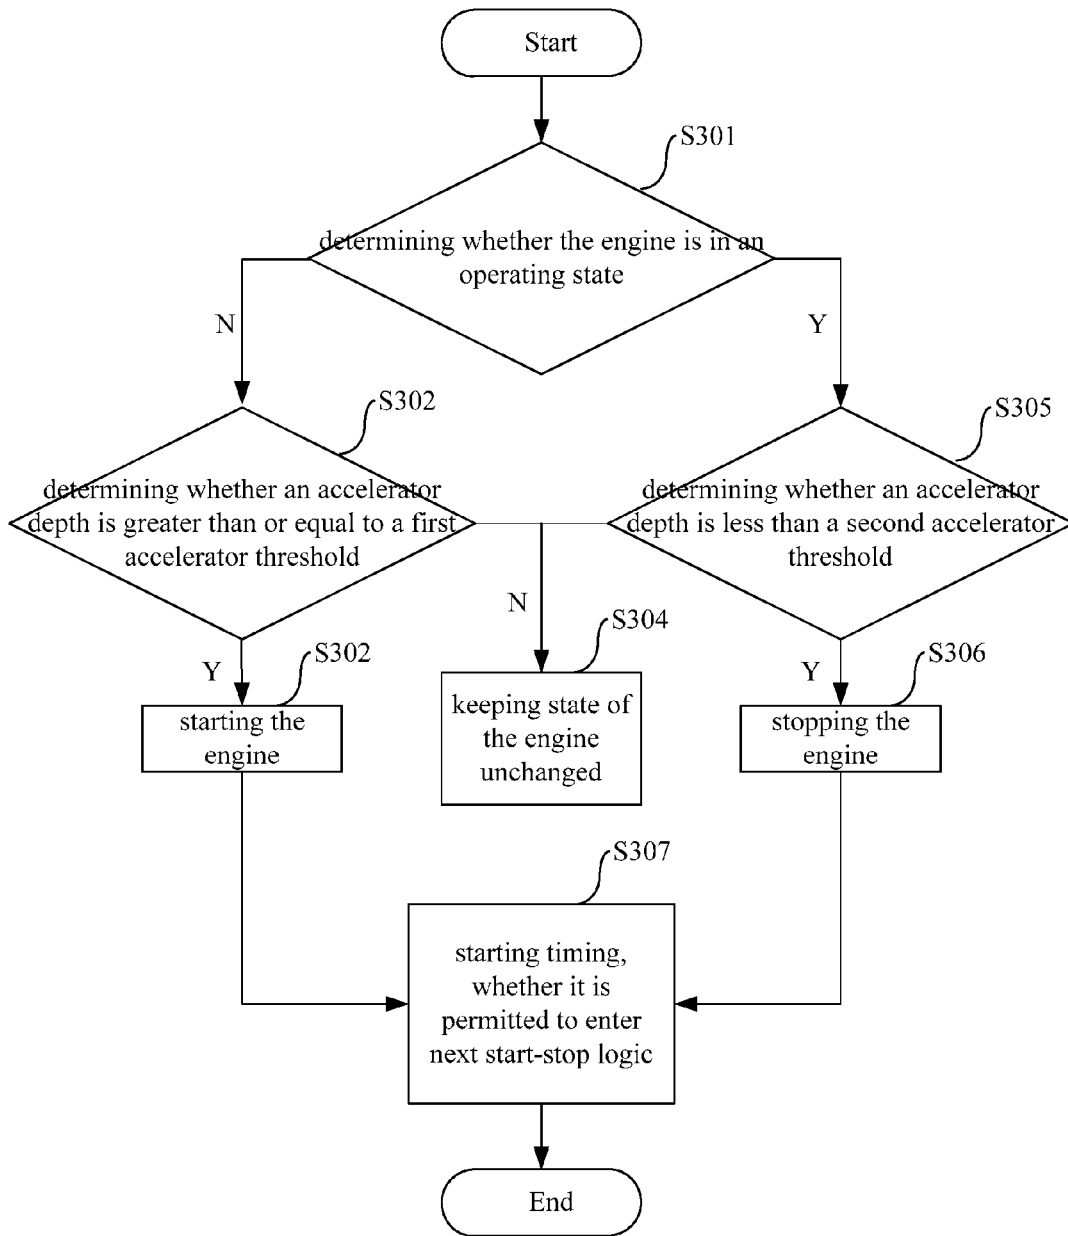 Start
S301
determining whether the engine is in an
operating state
N
Y
S302
S305
determining whether an accelerator
depth is greater than or equal to a first
accelerator threshold
determining whether an accelerator
depth is less than a second accelerator
threshold
N
S304
Y
S302
Y
S306
starting the
engine
keeping state of
the engine
unchanged
stopping the
engine
S307
starting timing,
whether it is
permitted to enter
next start-stop logic
End